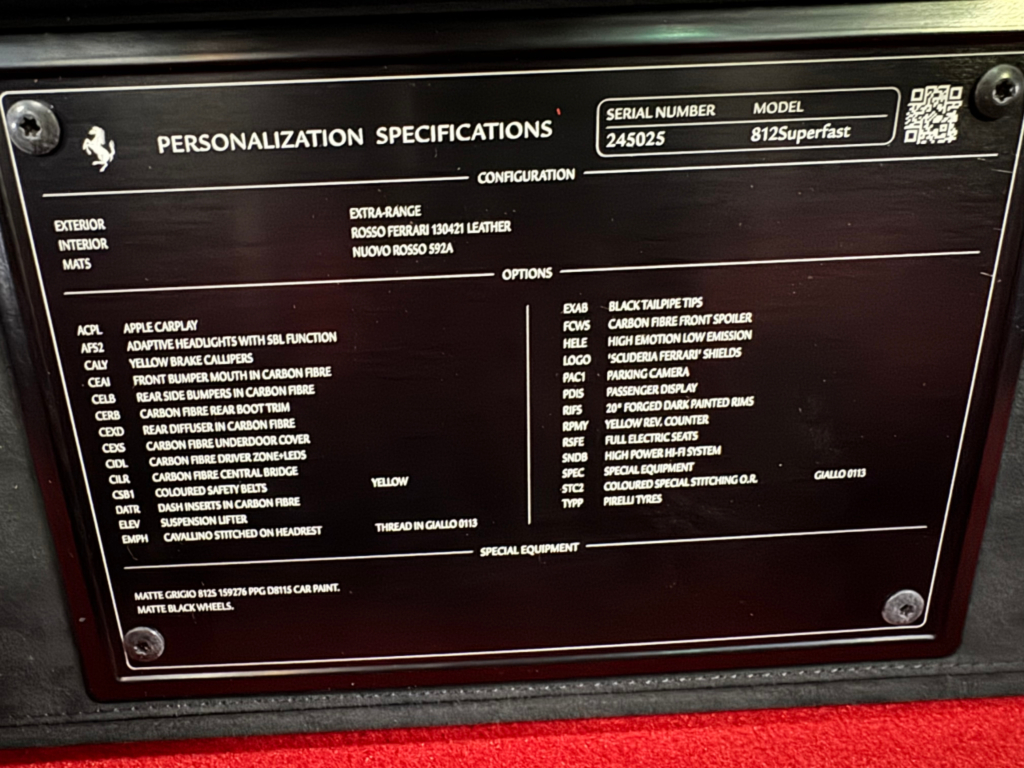 PERSONALIZATION SPECIFICATIONS
SERIAL NUMBER MODEL
245025 812Superfast
CONFIGURATION
EXTERIOR EXTRA-RANGE
INTERIOR ROSSO FERRARI 130421 LEATHER
MATS NUOVO ROSSO 592A
OPTIONS
ACPL APPLE CARPLAY
AFS2 ADAPTIVE HEADLIGHTS WITH SBL FUNCTION
CALY YELLOW BRAKE CALLIPERS
CEA1 FRONT BUMPER MOUTH IN CARBON FIBRE
CELB REAR SIDE BUMPERS IN CARBON FIBRE
CERB CARBON FIBRE REAR BOOT TRIM
CEXD REAR DIFFUSER IN CARBON FIBRE
CEXS CARBON FIBRE UNDERDOOR COVER
CIDL CARBON FIBRE DRIVER ZONE+LEDS
CILR CARBON FIBRE CENTRAL BRIDGE
CSB1 COLOURED SAFETY BELTS YELLOW
DATR DASH INSERTS IN CARBON FIBRE
ELEV SUSPENSION LIFTER
EMPH CAVALLINO STITCHED ON HEADREST THREAD IN GIALLO 0113
EXAB BLACK TAILPIPE TIPS
FCWS CARBON FIBRE FRONT SPOILER
HELE HIGH EMOTION LOW EMISSION
LOGO 'SCUDERIA FERRARI' SHIELDS
PAC1 PARKING CAMERA
PDIS PASSENGER DISPLAY
RIFS 20" FORGED DARK PAINTED RIMS
RPMY YELLOW REV. COUNTER
RSFE FULL ELECTRIC SEATS
SNDB HIGH POWER HI-FI SYSTEM
SPEC SPECIAL EQUIPMENT
STC2 COLOURED SPECIAL STITCHING O.R. GIALLO 0113
TYPP PIRELLI TYRES
SPECIAL EQUIPMENT
MATTE GRIGIO 812S 159276 PPG D8115 CAR PAINT.
MATTE BLACK WHEELS.